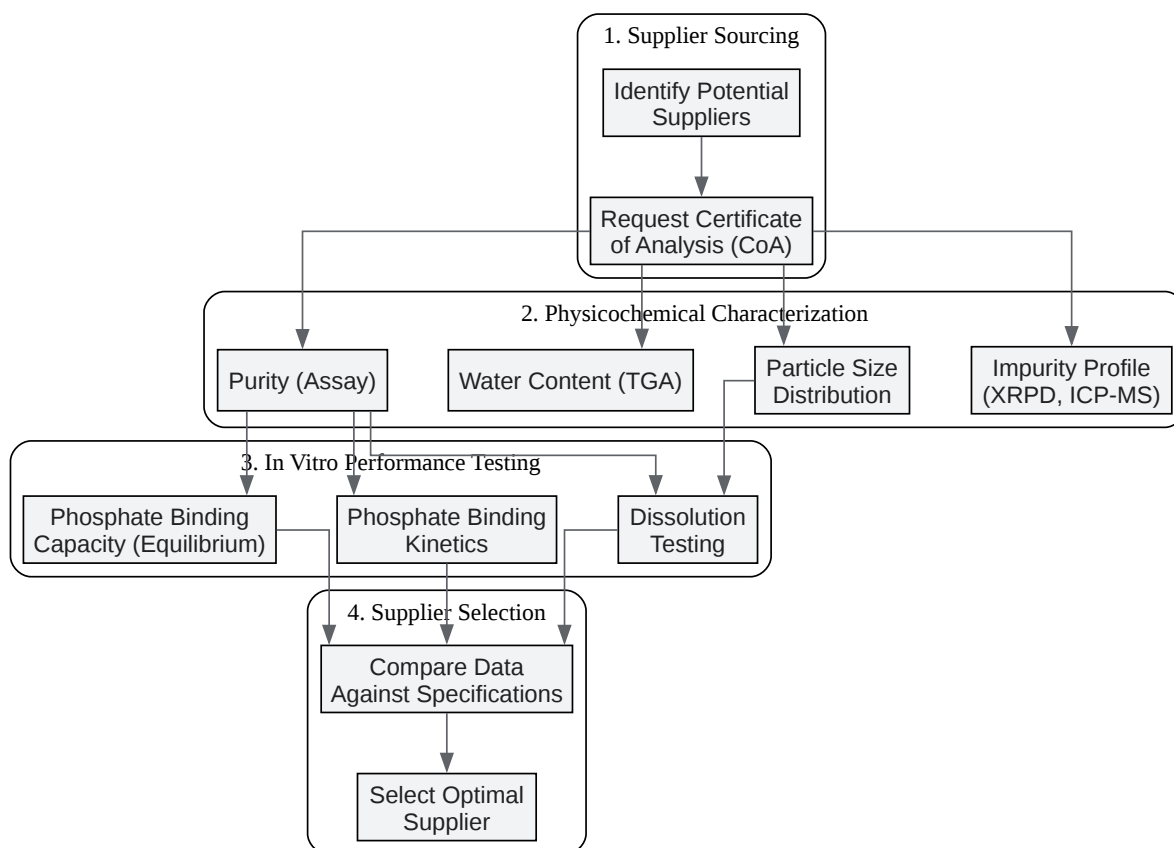 1. Supplier Sourcing
Identify Potential
Suppliers
Request Certificate
of Analysis (CoA)
2. Physicochemical Characterization
Purity (Assay)
Water Content (TGA)
Particle Size
Distribution
Impurity Profile
(XRPD, ICP-MS)
3. In Vitro Performance Testing
Phosphate Binding
Capacity (Equilibrium)
Phosphate Binding
Kinetics
Dissolution
Testing
4. Supplier Selection
Compare Data
Against Specifications
Select Optimal
Supplier